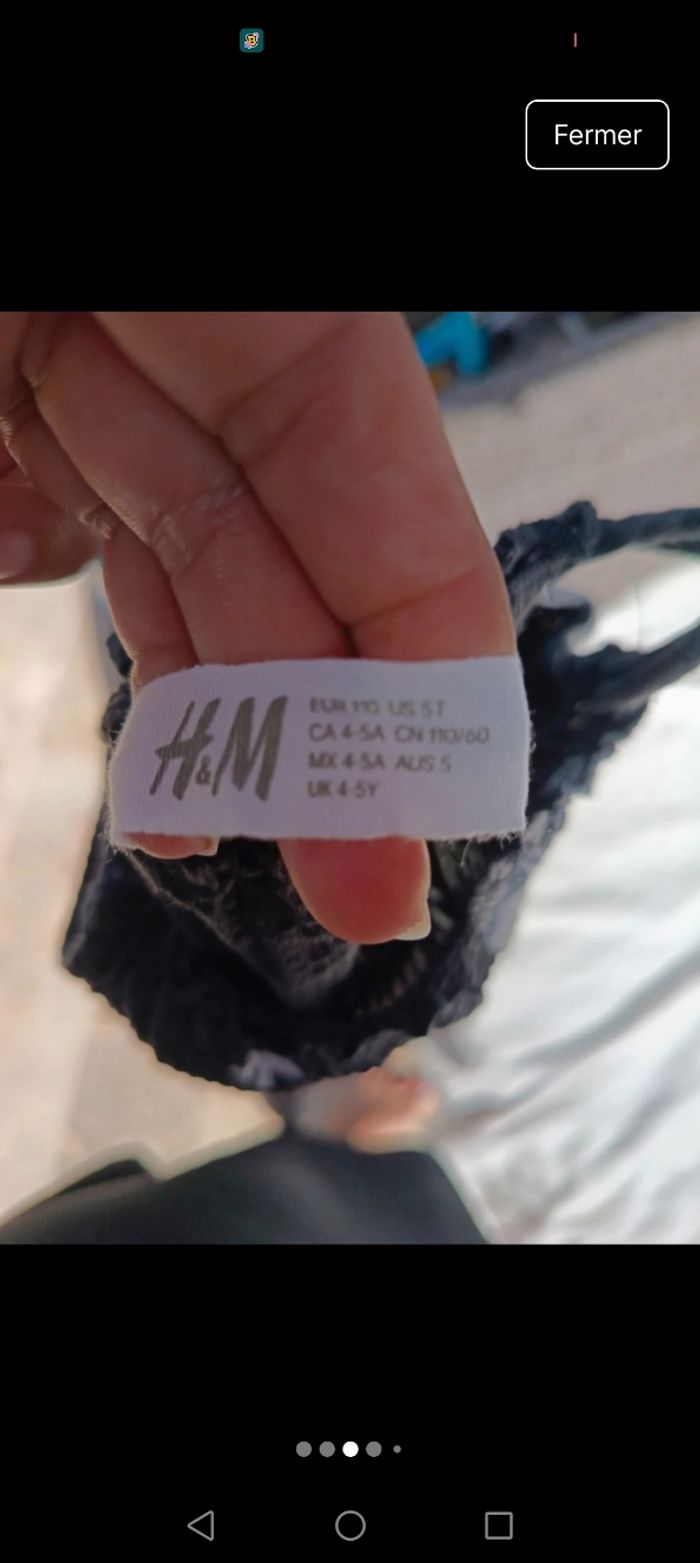 Fermer
H&M
EUR 110 US 5T
CA 4-5A CN 110/60
MX 4-5A AUS 5
UK 4-5Y